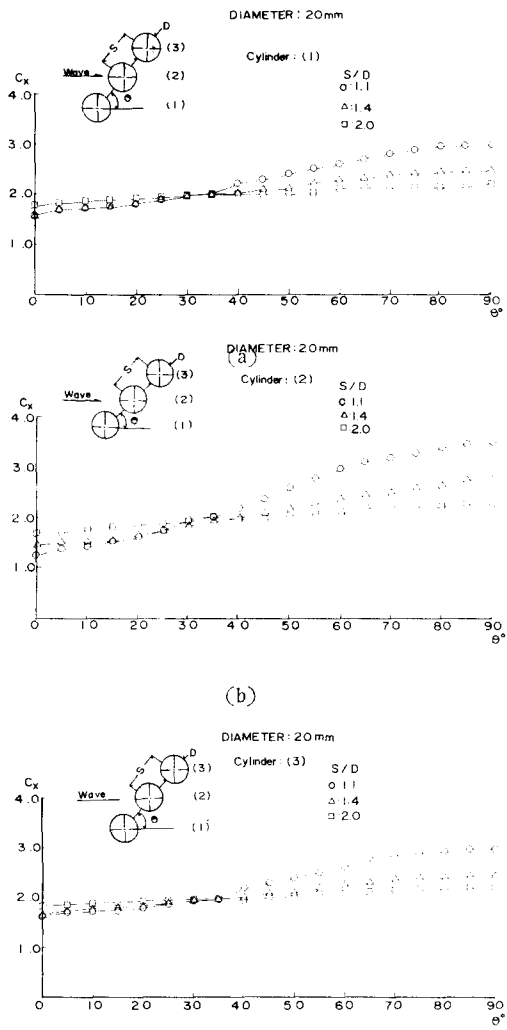 DIAMETER: 20mm
D
S
(3)
Cylinder: (1)
Wave
(2)
S/D
○:1.1
Cx
θ
(1)
△:1.4
4.0
□:2.0
3.0
2.0
1.0
0 10 20 30 40 50 60 70 80 90
θ°
(a)
DIAMETER: 20mm
D
S
(3)
Cylinder: (2)
Wave
(2)
S/D
○ 1.1
Cx
θ
(1)
△ 1.4
4.0
□ 2.0
3.0
2.0
1.0
0 10 20 30 40 50 60 70 80 90
θ°
(b)
DIAMETER: 20mm
D
S
(3)
Cylinder: (3)
S/D
Cx
Wave
(2)
○ 1.1
4.0
△ 1.4
θ
(1)
□ 2.0
3.0
2.0
1.0
0 10 20 30 40 50 60 70 80 90
θ°